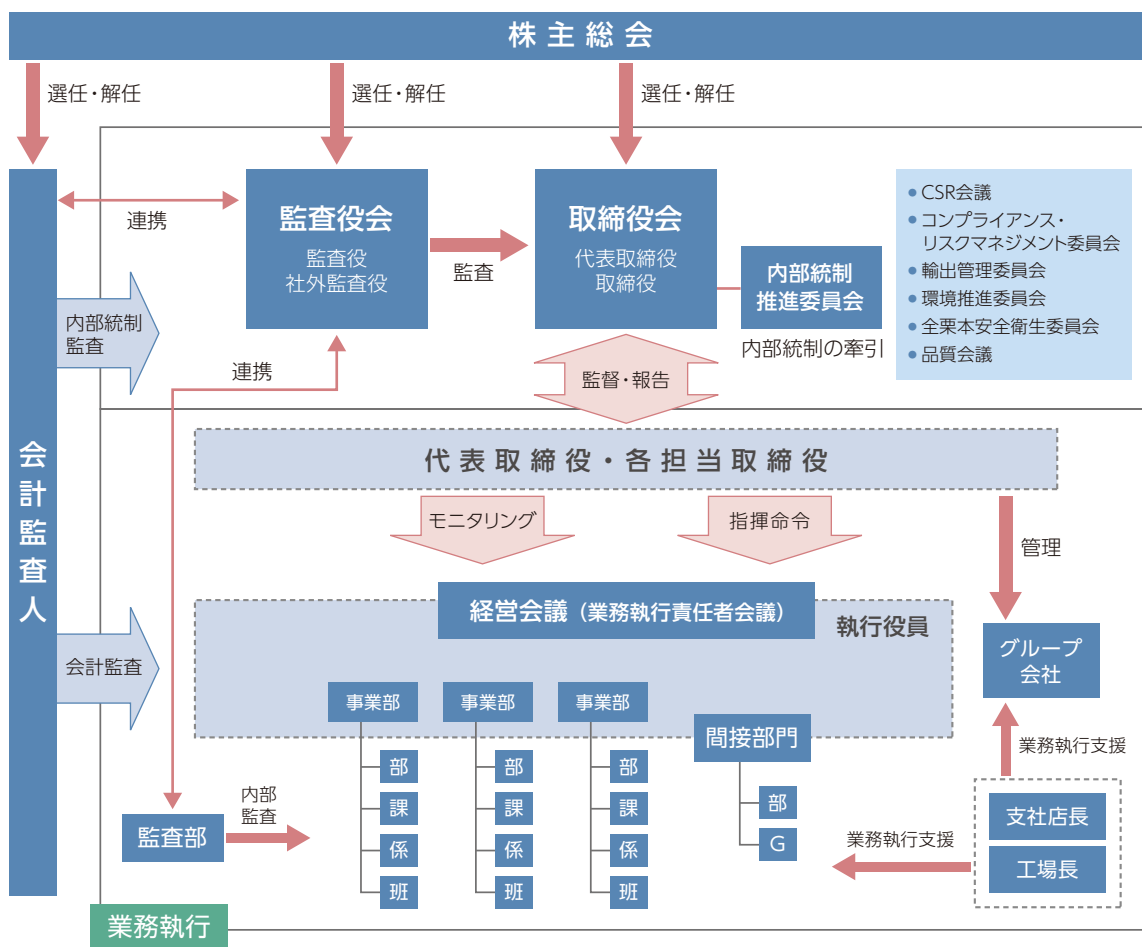 株主総会
選任・解任
選任・解任
選任・解任
監査役会
監査役
社外監査役
連携
監査
取締役会
代表取締役
取締役
内部統制
推進委員会
内部統制の牽引
CSR会議
コンプライアンス・
リスクマネジメント委員会
輸出管理委員会
環境推進委員会
全栗本安全衛生委員会
品質会議
内部統制
監査
連携
監督・報告
会計監査人
代表取締役・各担当取締役
モニタリング
指揮命令
管理
経営会議（業務執行責任者会議）
執行役員
グループ
会社
会計監査
事業部
事業部
事業部
間接部門
部
課
係
班
部
課
係
班
部
課
係
班
部
G
業務執行支援
支社店長
工場長
業務執行支援
内部
監査
監査部
業務執行